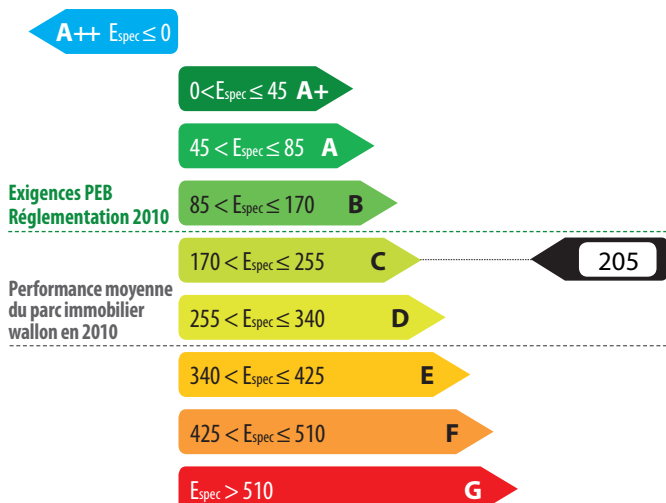 A++ Espec ≤ 0
0 < Espec ≤ 45 A+
45 < Espec ≤ 85 A
Exigences PEB
Réglementation 2010
85 < Espec ≤ 170 B
170 < Espec ≤ 255 C
205
Performance moyenne
du parc immobilier
wallon en 2010
255 < Espec ≤ 340 D
340 < Espec ≤ 425 E
425 < Espec ≤ 510 F
Espec > 510 G